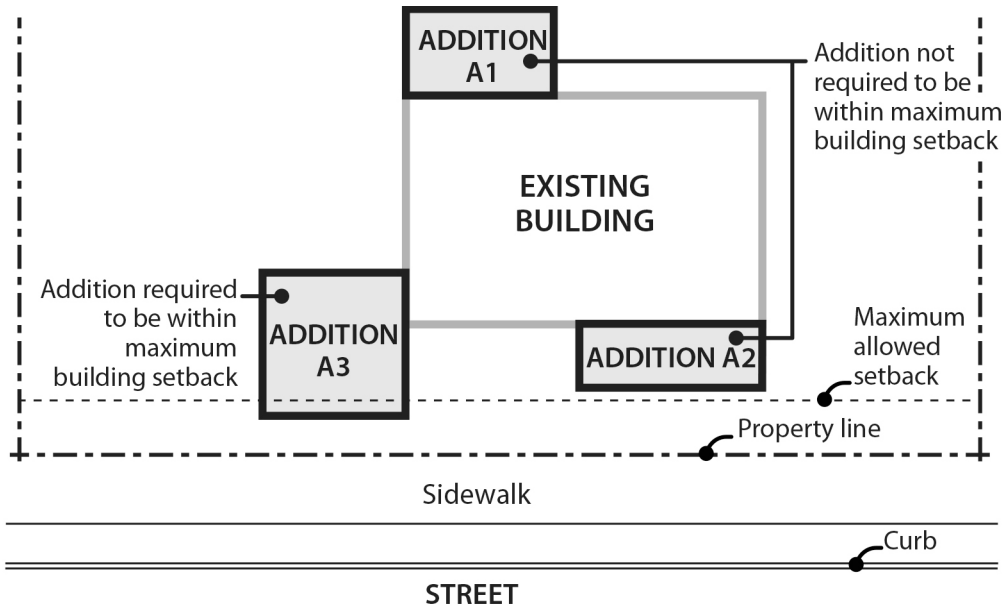 ADDITION
A1
Addition not
required to be
within maximum
building setback
EXISTING
BUILDING
Addition required
to be within
maximum
building setback
ADDITION
A3
ADDITION A2
Maximum
allowed
setback
Property line
Sidewalk
Curb
STREET